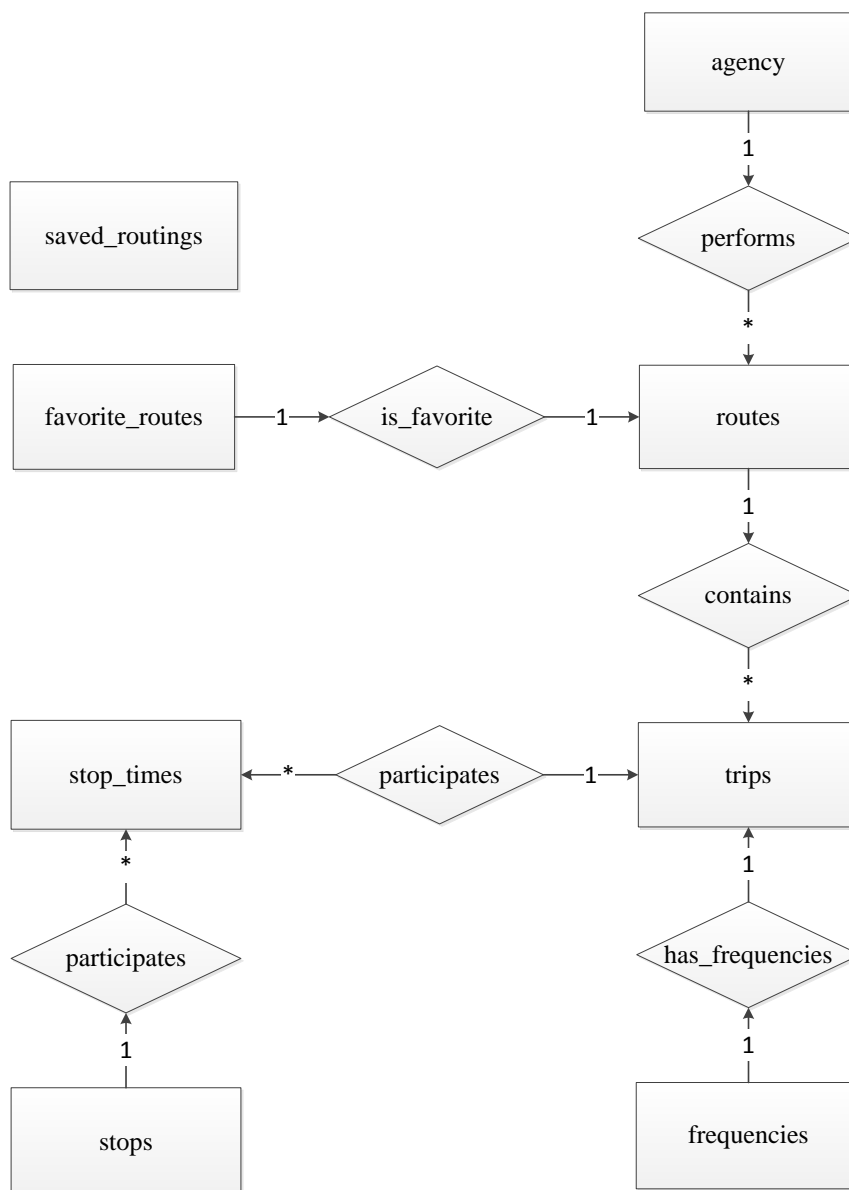 agency
1
saved_routings
performs
*
favorite_routes
1
is_favorite
1
routes
1
contains
*
stop_times
*
participates
1
trips
*
1
participates
has_frequencies
1
1
stops
frequencies